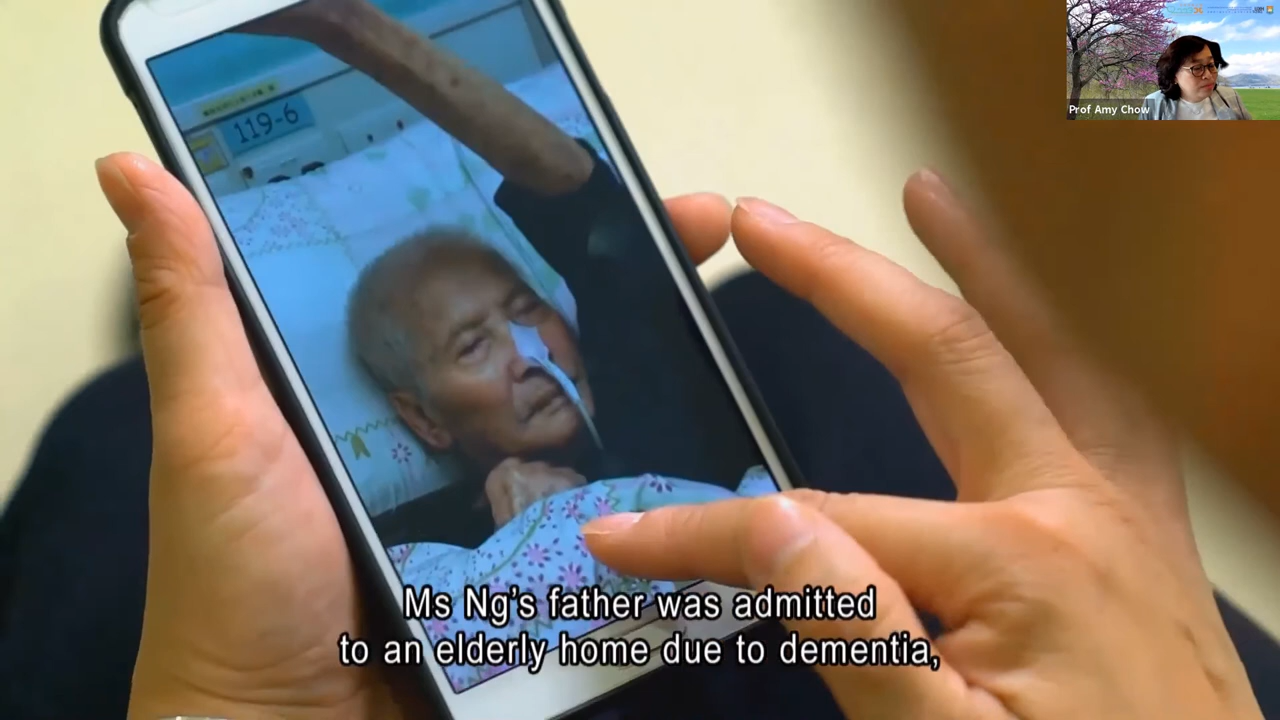 Prof Amy Chow
119-6
Ms Ng's father was admitted
to an elderly home due to dementia,